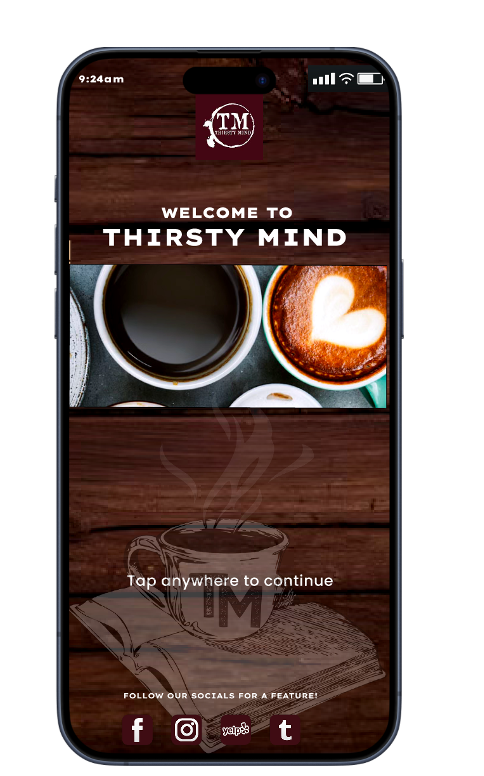 9:24am
TM
THIRSTY MIND
WELCOME TO
THIRSTY MIND
TM
Tap anywhere to continue
FOLLOW OUR SOCIALS FOR A FEATURE!
f
yelp
t